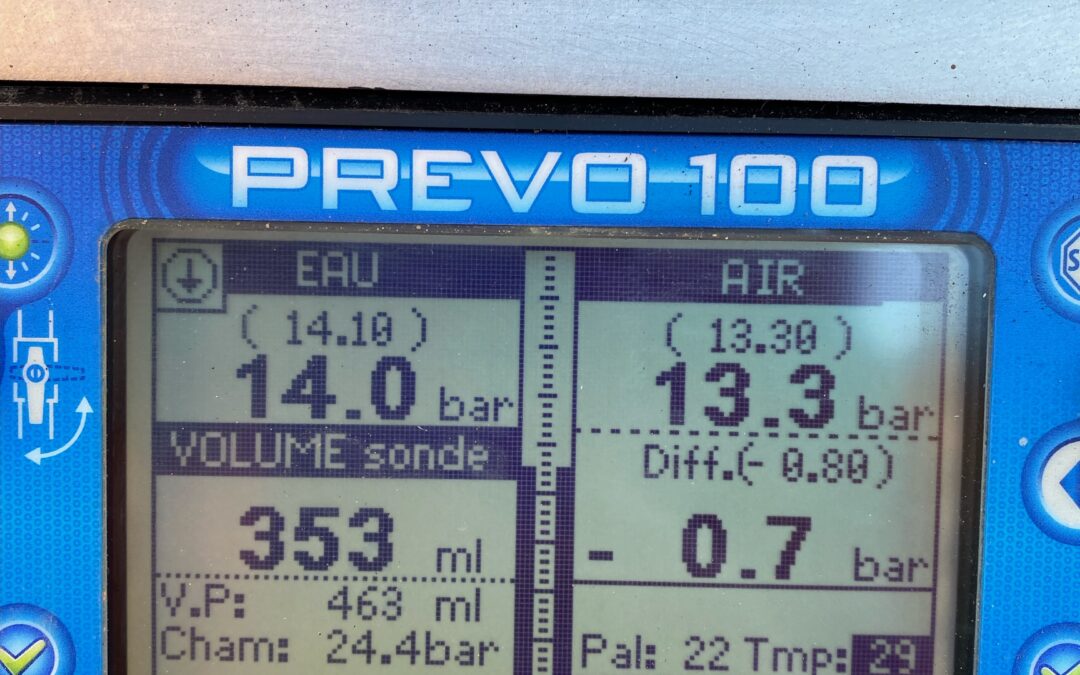 PREVO 100
EAU
( 14.10 )
14.0 bar
VOLUME sonde
353 ml
V.P: 463 ml
Cham: 24.4bar
AIR
( 13.30 )
13.3 bar
Diff.(- 0.80)
- 0.7 bar
Pal: 22 Tmp: 29